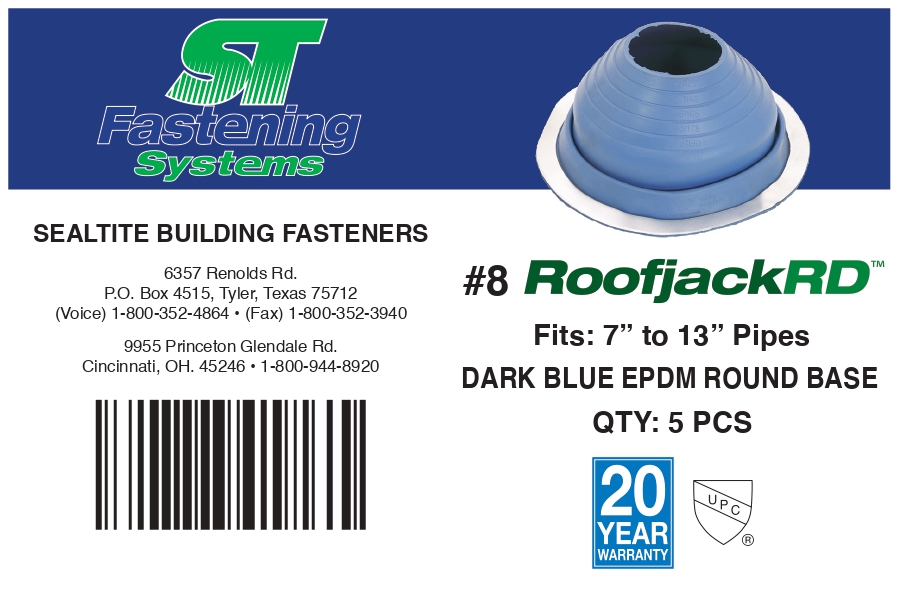 ST
Fastening
Systems
SEALTITE BUILDING FASTENERS
6357 Renolds Rd.
P.O. Box 4515, Tyler, Texas 75712
(Voice) 1-800-352-4864 • (Fax) 1-800-352-3940
9955 Princeton Glendale Rd.
Cincinnati, OH. 45246 • 1-800-944-8920
#8 RoofjackRD™
Fits: 7” to 13” Pipes
DARK BLUE EPDM ROUND BASE
QTY: 5 PCS
20
YEAR
WARRANTY
UPC
®